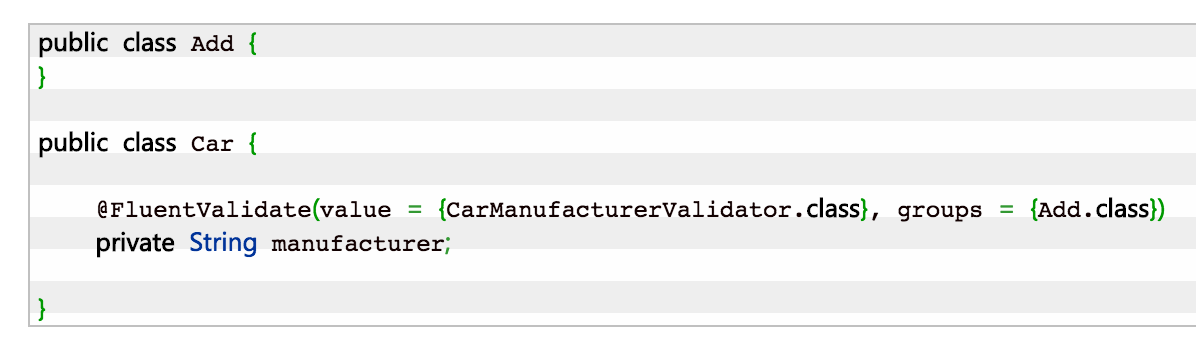 public class Add {
}
public class Car {
@FluentValidate(value = {CarManufacturerValidator.class}, groups = {Add.class})
private String manufacturer;
}